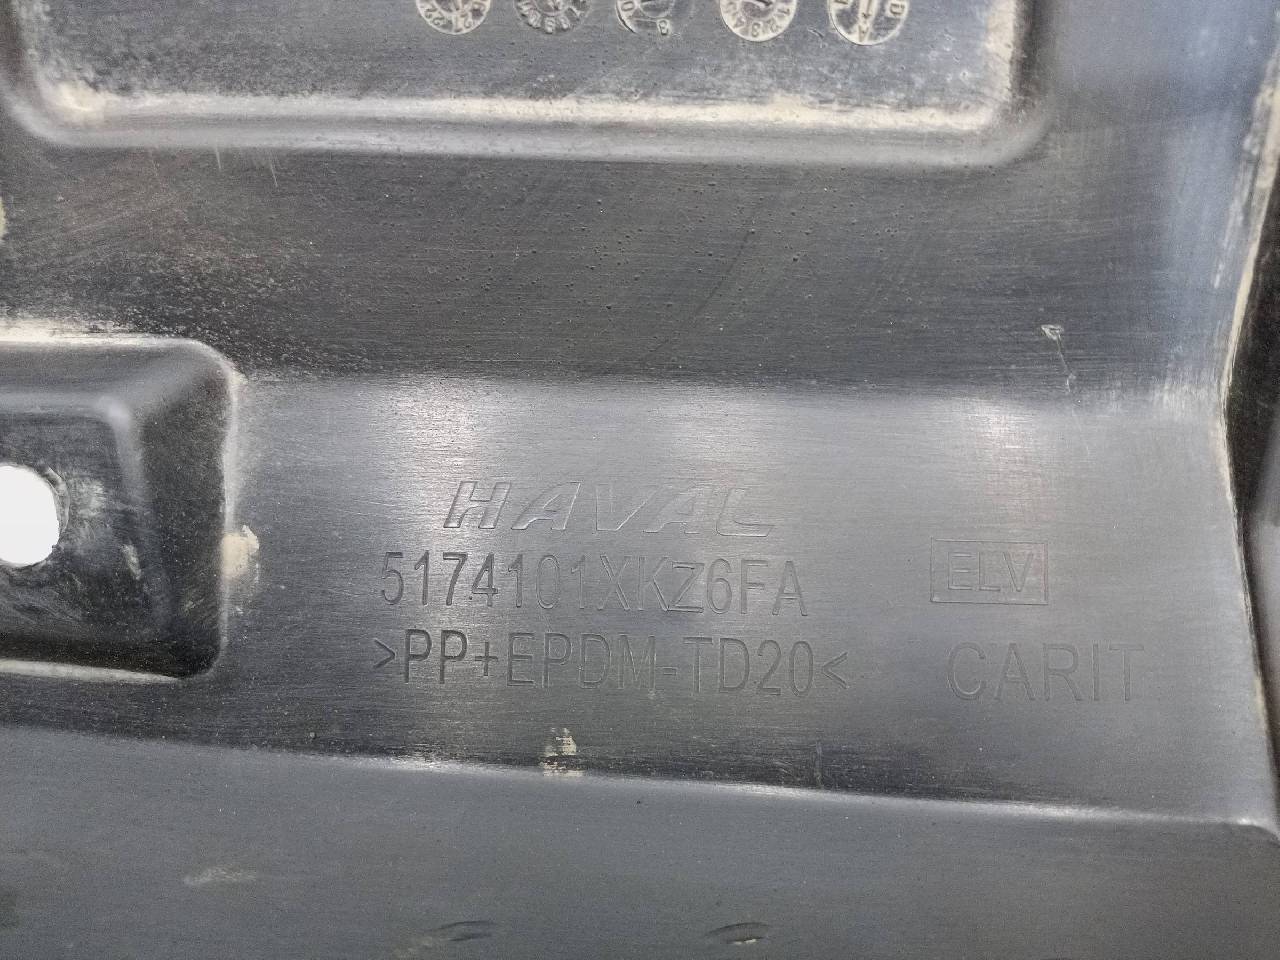 HAVAL
5174101XKZ6FA
ELV
>PP+EPDM-TD20<
CARIT